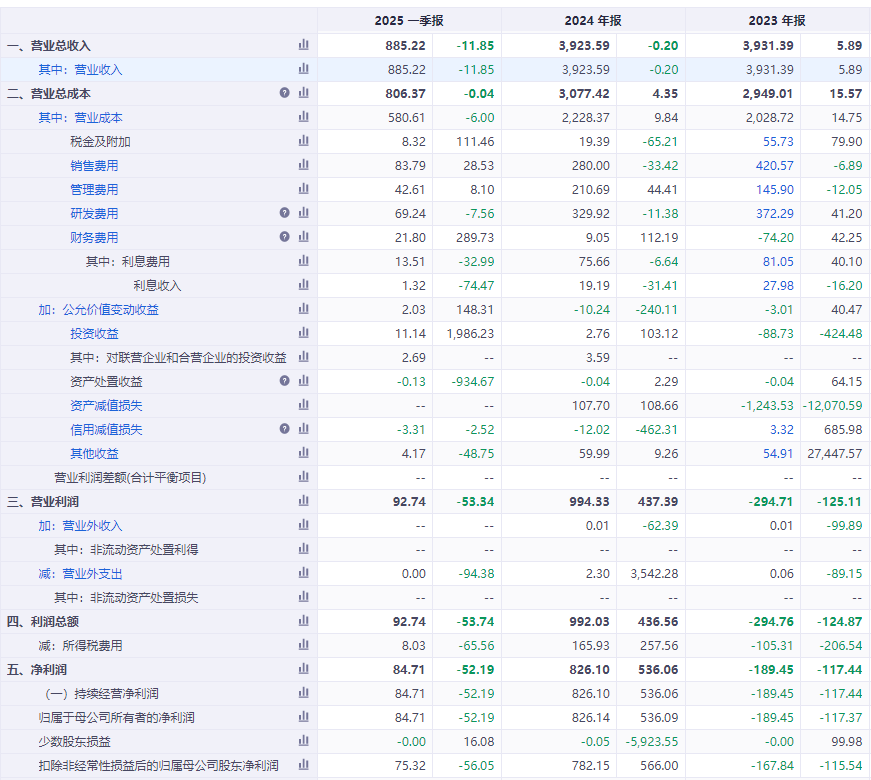 2025 一季报 2024 年报 2023 年报
一、营业总收入 885.22 -11.85 3,923.59 -0.20 3,931.39 5.89
其中：营业收入 885.22 -11.85 3,923.59 -0.20 3,931.39 5.89
二、营业总成本 806.37 -0.04 3,077.42 4.35 2,949.01 15.57
其中：营业成本 580.61 -6.00 2,228.37 9.84 2,028.72 14.75
税金及附加 8.32 111.46 19.39 -65.21 55.73 79.90
销售费用 83.79 28.53 280.00 -33.42 420.57 -6.89
管理费用 42.61 8.10 210.69 44.41 145.90 -12.05
研发费用 69.24 -7.56 329.92 -11.38 372.29 41.20
财务费用 21.80 289.73 9.05 112.19 -74.20 42.25
其中：利息费用 13.51 -32.99 75.66 -6.64 81.05 40.10
利息收入 1.32 -74.47 19.19 -31.41 27.98 -16.20
加：公允价值变动收益 2.03 148.31 -10.24 -240.11 -3.01 40.47
投资收益 11.14 1,986.23 2.76 103.12 -88.73 -424.48
其中：对联营企业和合营企业的投资收益 2.69 -- 3.59 -- -- --
资产处置收益 -0.13 -934.67 -0.04 2.29 -0.04 64.15
资产减值损失 -- -- 107.70 108.66 -1,243.53 -12,070.59
信用减值损失 -3.31 -2.52 -12.02 -462.31 3.32 685.98
其他收益 4.17 -48.75 59.99 9.26 54.91 27,447.57
营业利润差额(合计平衡项目) -- -- -- -- -- --
三、营业利润 92.74 -53.34 994.33 437.39 -294.71 -125.11
加：营业外收入 -- -- 0.01 -62.39 0.01 -99.89
其中：非流动资产处置利得 -- -- -- -- -- --
减：营业外支出 0.00 -94.38 2.30 3,542.28 0.06 -89.15
其中：非流动资产处置损失 -- -- -- -- -- --
四、利润总额 92.74 -53.74 992.03 436.56 -294.76 -124.87
减：所得税费用 8.03 -65.56 165.93 257.56 -105.31 -206.54
五、净利润 84.71 -52.19 826.10 536.06 -189.45 -117.44
（一）持续经营净利润 84.71 -52.19 826.10 536.06 -189.45 -117.44
归属于母公司所有者的净利润 84.71 -52.19 826.14 536.09 -189.45 -117.37
少数股东损益 -0.00 16.08 -0.05 -5,923.55 -0.00 99.98
扣除非经常性损益后的归属母公司股东净利润 75.32 -56.05 782.15 566.00 -167.84 -115.54